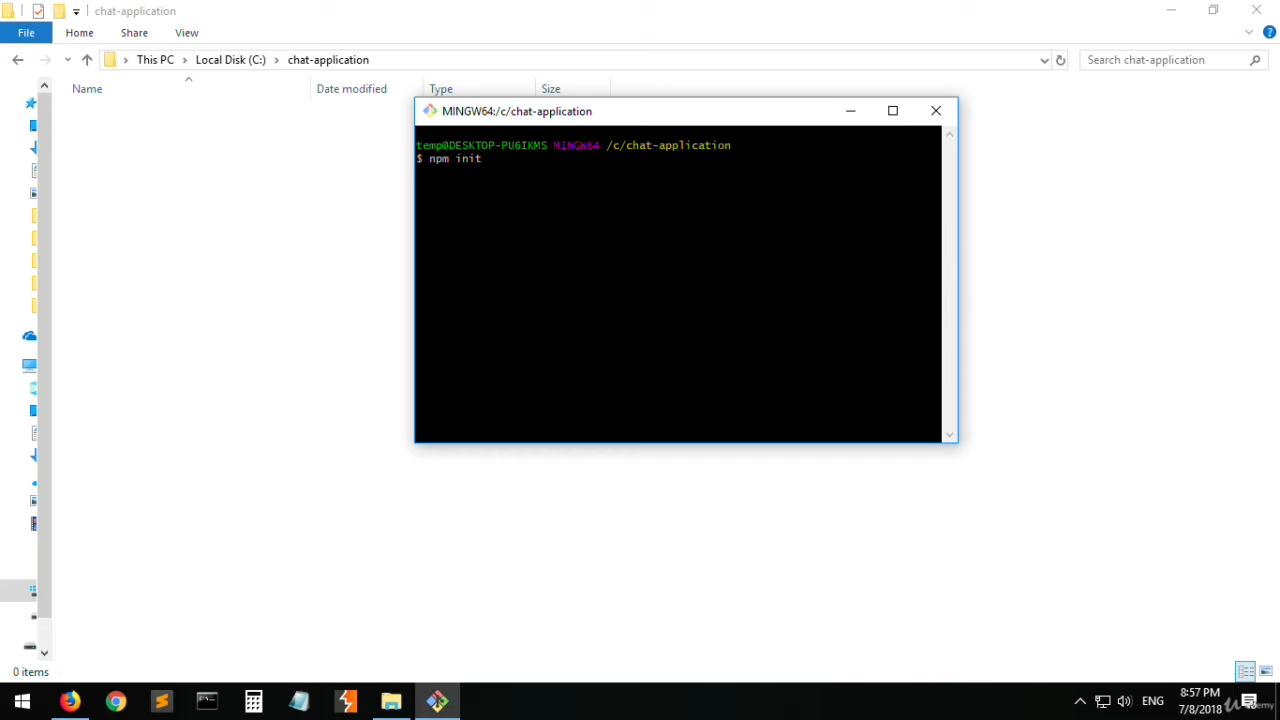 chat-application
File Home Share View
This PC Local Disk (C:) chat-application
Search chat-application
Name Date modified Type Size
MINGW64:/c/chat-application
temp@DESKTOP-PU6IKMS MINGW64 /c/chat-application
$ npm init
0 items
8:57 PM
ENG
7/8/2018
Udemy